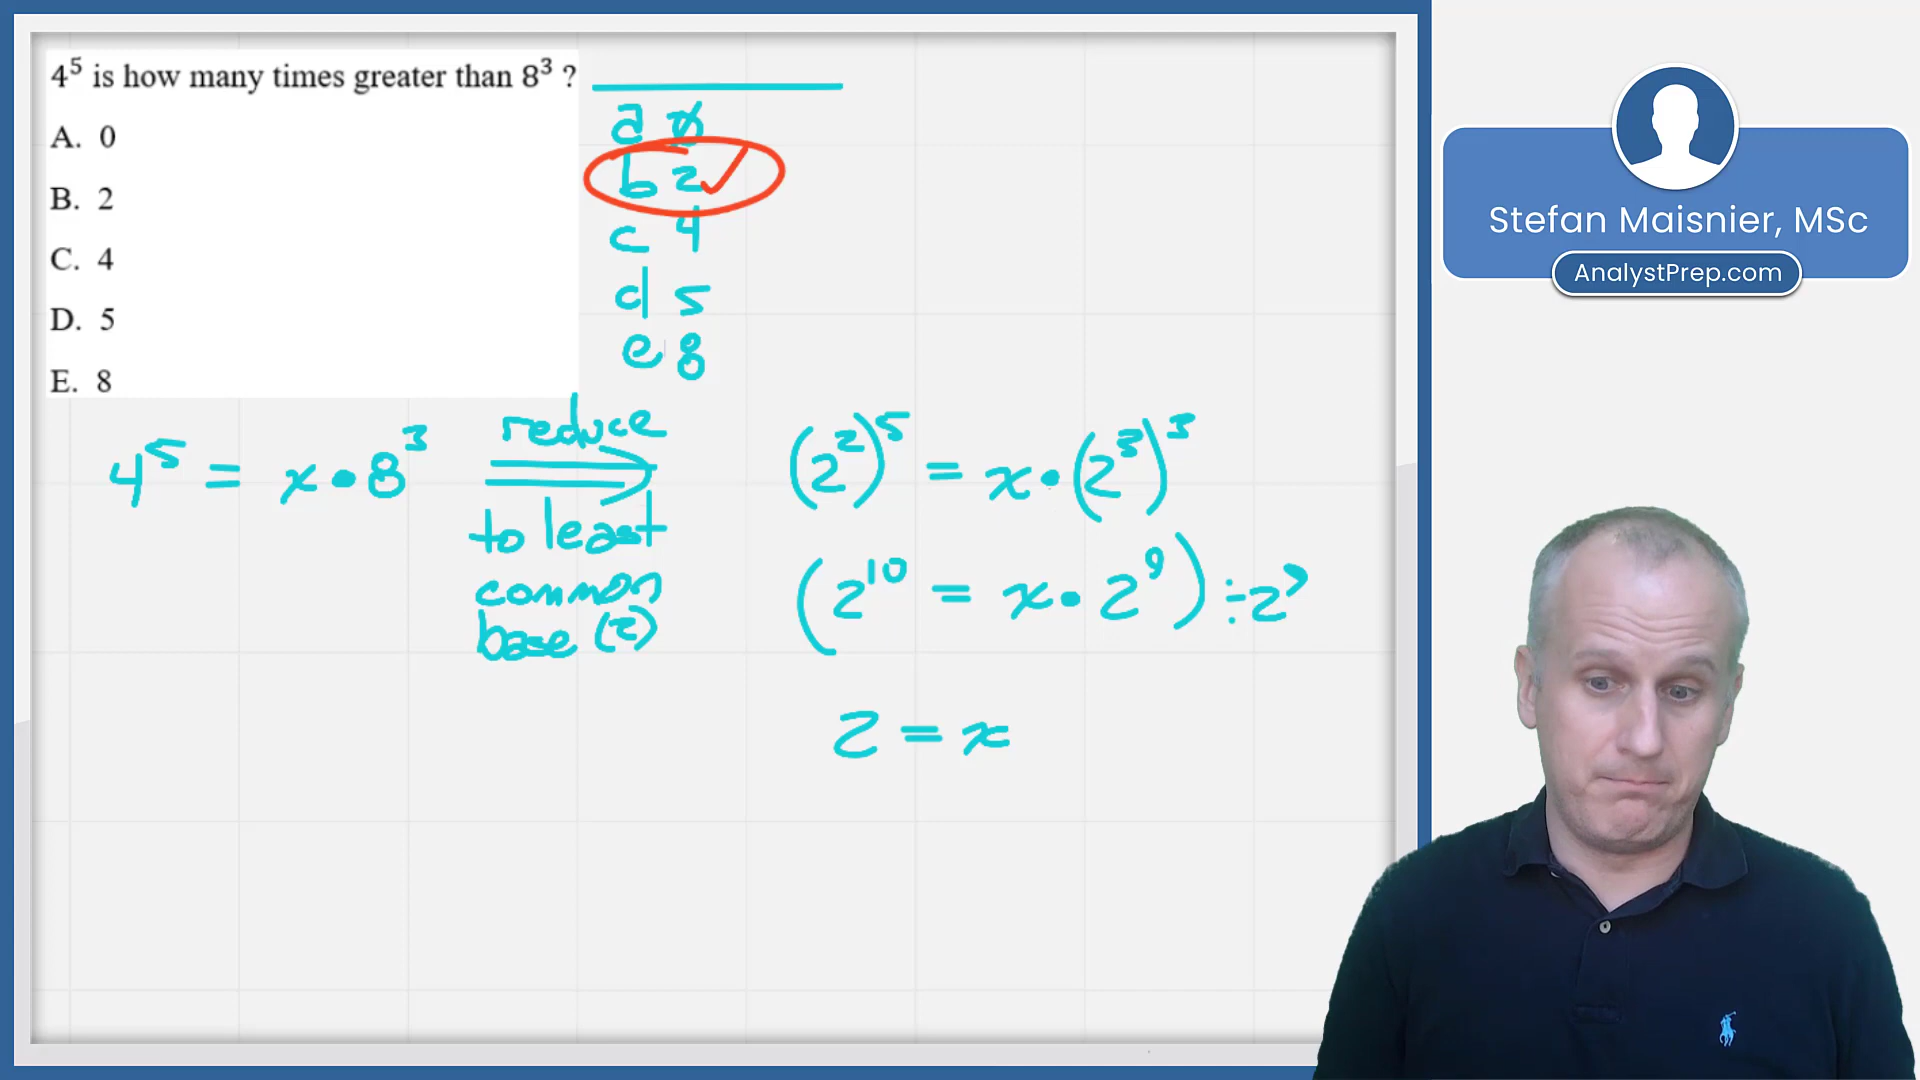 4⁵ is how many times greater than 8³ ?
A. 0
B. 2
C. 4
D. 5
E. 8
a 0
b 2 ✓
c 4
d 5
e 8
4⁵ = x • 8³
reduce
to least
common
base (2)
(2²)⁵ = x • (2³)³
(2¹⁰ = x • 2⁹) ÷ 2⁹
2 = x
Stefan Maisnier, MSc
AnalystPrep.com